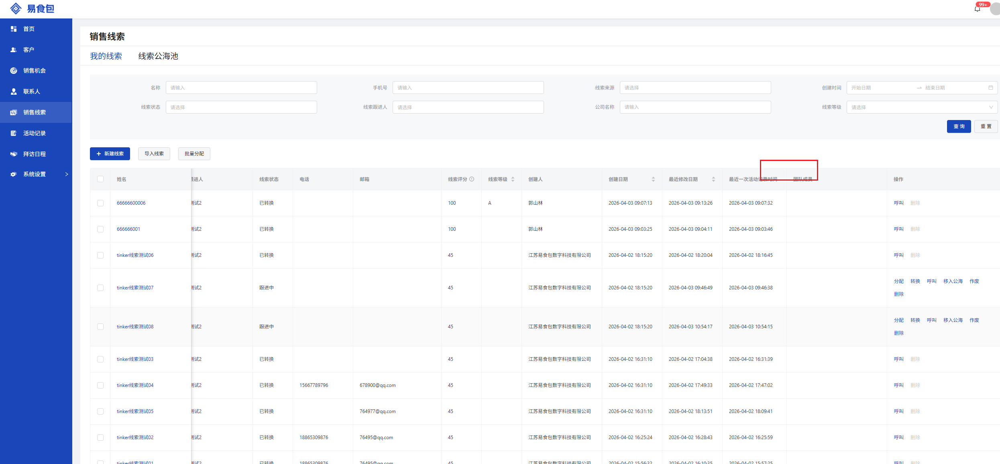 易食包
99+
首页
客户
销售机会
联系人
销售线索
活动记录
拜访日程
系统设置
销售线索
我的线索 线索公海池
名称 请输入 手机号 请输入 线索来源 请选择 创建时间 开始日期 → 结束日期
线索状态 请选择 线索跟进人 请选择 公司名称 请输入 线索等级 请选择
查 询 重 置
+ 新建线索 导入线索 批量分配
姓名 进人 线索状态 电话 邮箱 线索评分 线索等级 创建人 创建日期 最近修改日期 最近一次活动记录时间 团队成员 操作
66666600006 试2 已转换 100 A 郭山林 2026-04-03 09:07:13 2026-04-03 09:13:26 2026-04-03 09:07:32 呼叫 删除
666666001 试2 已转换 100 郭山林 2026-04-03 09:03:25 2026-04-03 09:04:11 2026-04-03 09:03:46 呼叫 删除
tinker线索测试06 试2 已转换 45 江苏易食包数字科技有限公司 2026-04-02 18:15:20 2026-04-02 18:20:04 2026-04-02 18:16:45 呼叫 删除
tinker线索测试07 试2 跟进中 45 江苏易食包数字科技有限公司 2026-04-02 18:15:20 2026-04-03 09:46:49 2026-04-03 09:46:38 分配 转换 呼叫 移入公海 作废
删除
tinker线索测试08 试2 跟进中 45 江苏易食包数字科技有限公司 2026-04-02 18:15:20 2026-04-03 10:54:17 2026-04-03 10:54:15 分配 转换 呼叫 移入公海 作废
删除
tinker线索测试03 试2 已转换 45 江苏易食包数字科技有限公司 2026-04-02 16:31:10 2026-04-02 17:04:38 2026-04-02 16:31:39 呼叫 删除
tinker线索测试04 试2 已转换 15667789796 678900@qq.com 45 江苏易食包数字科技有限公司 2026-04-02 16:31:10 2026-04-02 17:49:33 2026-04-02 17:47:02 呼叫 删除
tinker线索测试05 试2 已转换 764977@qq.com 45 江苏易食包数字科技有限公司 2026-04-02 16:31:10 2026-04-02 18:13:51 2026-04-02 18:09:41 呼叫 删除
tinker线索测试02 试2 已转换 18865309876 76495@qq.com 45 江苏易食包数字科技有限公司 2026-04-02 16:25:24 2026-04-02 16:28:43 2026-04-02 16:25:59 呼叫 删除
tinker线索测试01 试2 已转换 18865309876 76495@qq.com 45 江苏易食包数字科技有限公司 2026-04-02 15:56:32 2026-04-02 16:10:35 2026-04-02 15:57:25 呼叫 删除